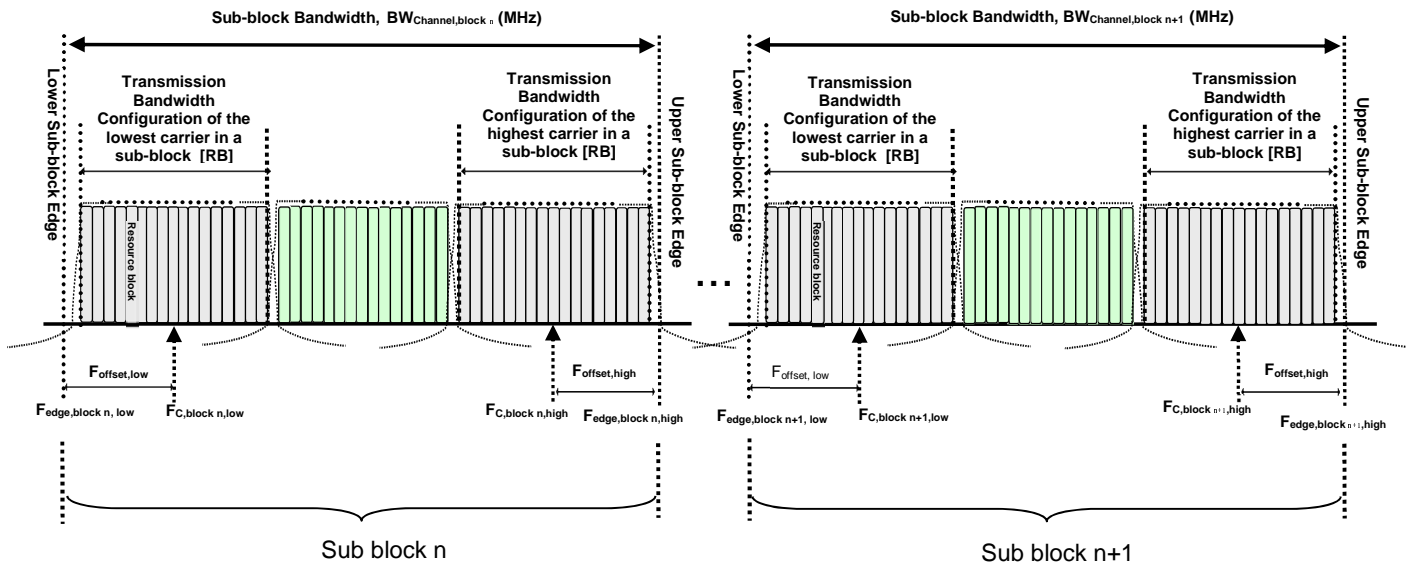 Sub-block Bandwidth, BWChannel,block n (MHz)
Sub-block Bandwidth, BWChannel,block n+1 (MHz)
Lower Sub-block Edge
Transmission
Bandwidth
Configuration of the
lowest carrier in a
sub-block [RB]
Transmission
Bandwidth
Configuration of the
highest carrier in a
sub-block [RB]
Upper Sub-block Edge
Lower Sub-block Edge
Transmission
Bandwidth
Configuration of the
lowest carrier in a
sub-block [RB]
Transmission
Bandwidth
Configuration of the
highest carrier in a
sub-block [RB]
Upper Sub-block Edge
Resource block
...
Resource block
Foffset,low
Foffset,high
Foffset, low
Foffset,high
Fedge,block n, low
FC,block n,low
FC,block n,high
Fedge,block n,high
Fedge,block n+1, low
FC,block n+1,low
FC,block n+1,high
Fedge,block n+1,high
Sub block n
Sub block n+1